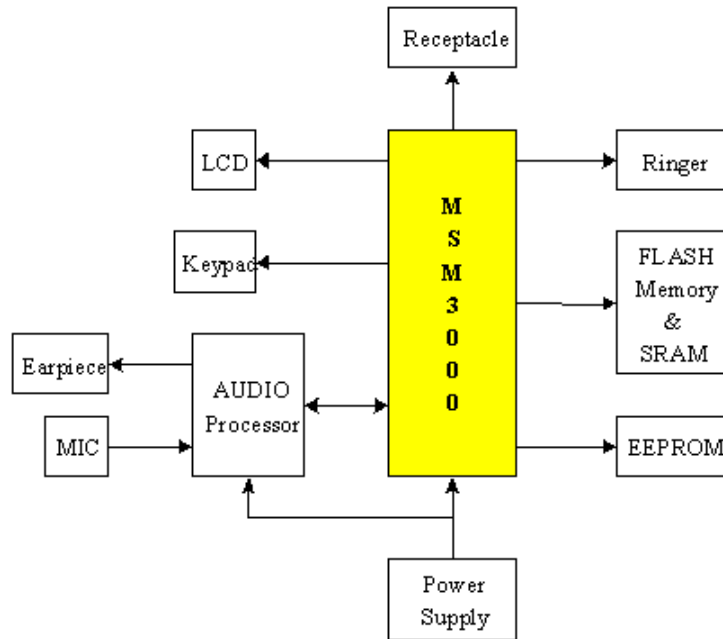 Receptacle
LCD
Ringer
M
S
M
3
0
0
0
Keypad
FLASH
Memory
&
SRAM
Earpiece
AUDIO
Processor
MIC
EEPROM
Power
Supply